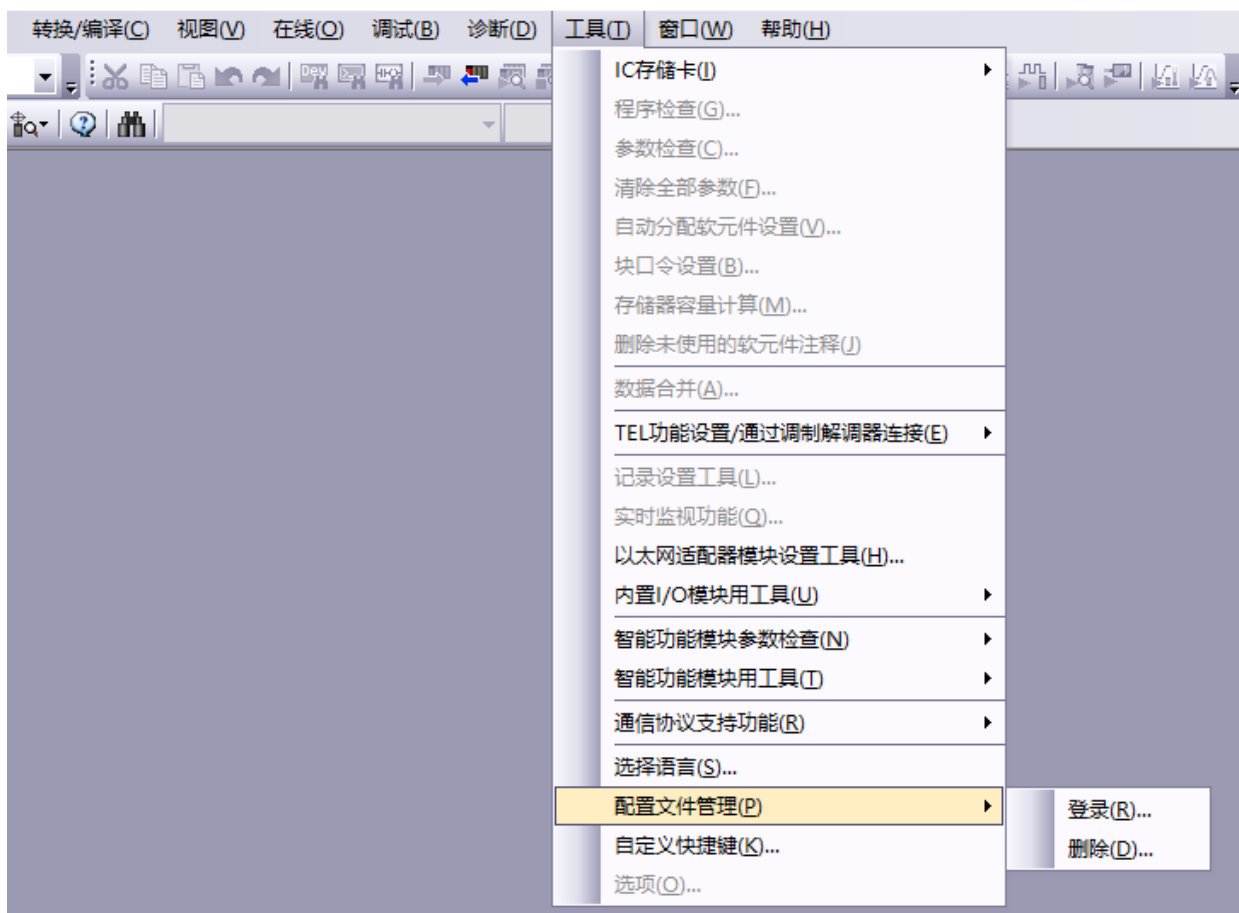 转换/编译(C) 视图(V) 在线(O) 调试(B) 诊断(D) 工具(T) 窗口(W) 帮助(H)
IC存储卡(I)
程序检查(G)...
参数检查(C)...
清除全部参数(F)...
自动分配软元件设置(V)...
块口令设置(B)...
存储器容量计算(M)...
删除未使用的软元件注释(J)
数据合并(A)...
TEL功能设置/通过调制解调器连接(E)
记录设置工具(L)...
实时监视功能(Q)...
以太网适配器模块设置工具(H)...
内置I/O模块用工具(U)
智能功能模块参数检查(N)
智能功能模块用工具(T)
通信协议支持功能(R)
选择语言(S)...
配置文件管理(P)
登录(R)...
删除(D)...
自定义快捷键(K)...
选项(O)...